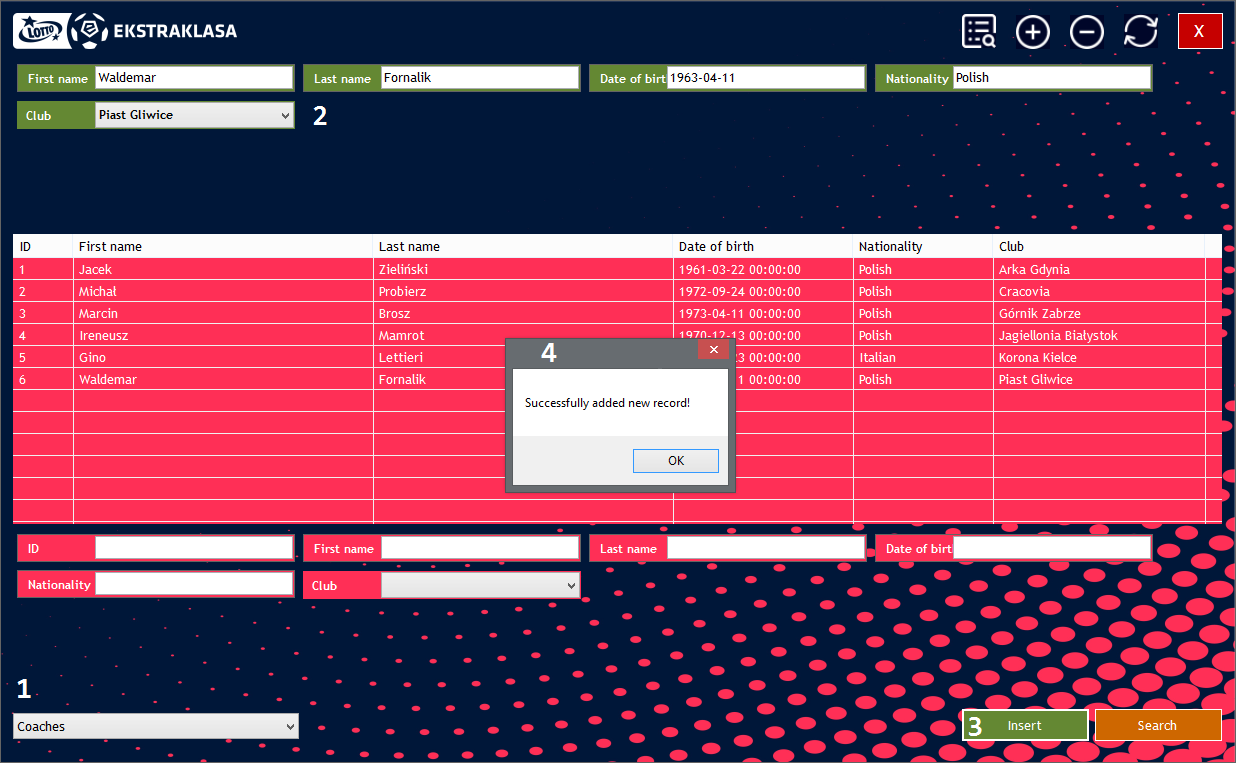 LOTTO EKSTRAKLASA X
First name Waldemar Last name Fornalik Date of birt 1963-04-11 Nationality Polish
Club Piast Gliwice 2
ID First name Last name Date of birth Nationality Club
1 Jacek Zieliński 1961-03-22 00:00:00 Polish Arka Gdynia
2 Michał Probierz 1972-09-24 00:00:00 Polish Cracovia
3 Marcin Brosz 1973-04-11 00:00:00 Polish Górnik Zabrze
4 Ireneusz Mamrot 1970-12-13 00:00:00 Polish Jagiellonia Białystok
5 Gino Lettieri 23 00:00:00 Italian Korona Kielce
6 Waldemar Fornalik 1 00:00:00 Polish Piast Gliwice
4
Successfully added new record!
OK
ID First name Last name Date of birt
Nationality Club
1
Coaches 3 Insert Search